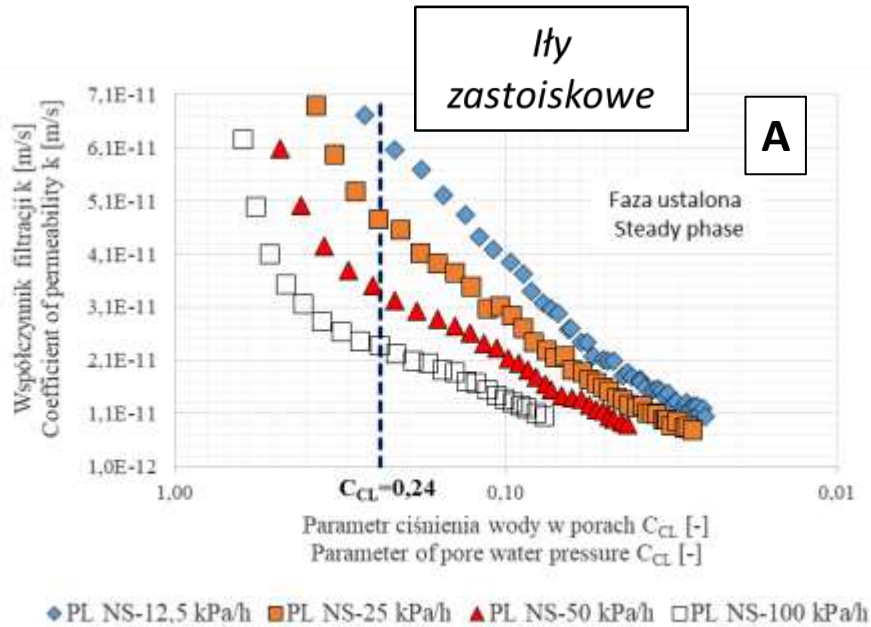 Iły
zastoiskowe
A
7,1E-11
6,1E-11
5,1E-11
4,1E-11
3,1E-11
2,1E-11
1,1E-11
1,0E-12
Współczynnik filtracji k [m/s]
Coefficient of permeability k [m/s]
Faza ustalona
Steady phase
1,00
C_CL=0,24
0,10
0,01
Parametr ciśnienia wody w porach C_CL [-]
Parameter of pore water pressure C_CL [-]
PL NS-12,5 kPa/h PL NS-25 kPa/h PL NS-50 kPa/h PL NS-100 kPa/h